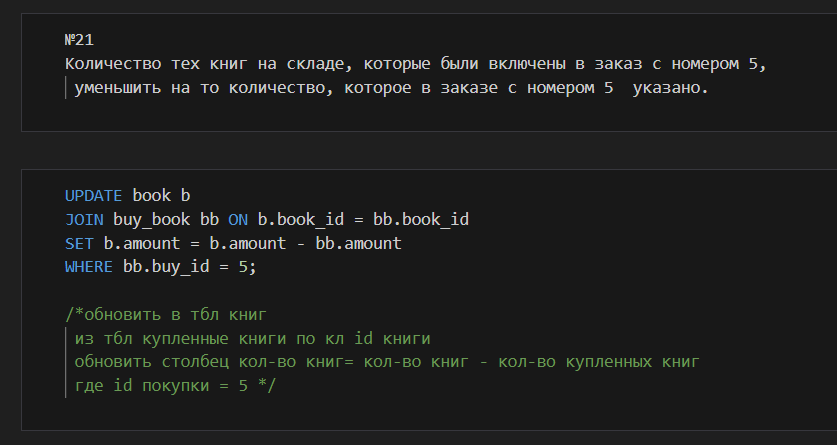 №21
Количество тех книг на складе, которые были включены в заказ с номером 5,
уменьшить на то количество, которое в заказе с номером 5  указано.
UPDATE book b
JOIN buy_book bb ON b.book_id = bb.book_id
SET b.amount = b.amount - bb.amount
WHERE bb.buy_id = 5;
/*обновить в тбл книг
из тбл купленные книги по кл id книги
обновить столбец кол-во книг= кол-во книг - кол-во купленных книг
где id покупки = 5 */